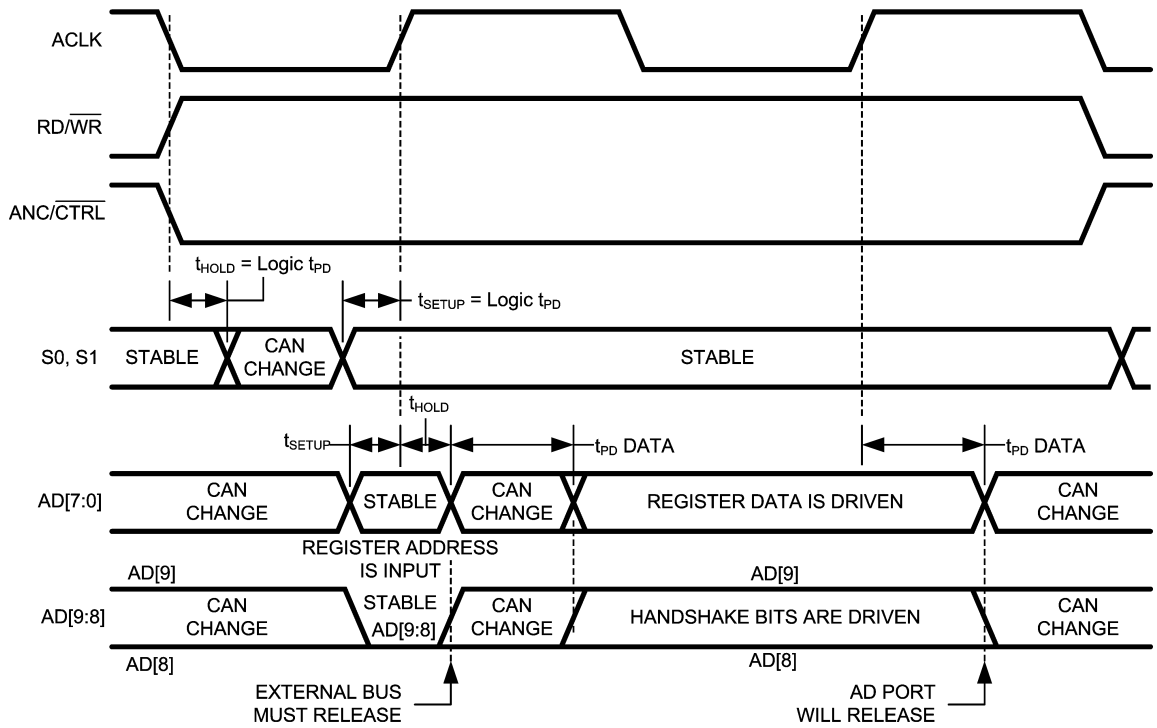 ACLK
RD/W̅R̅
ANC/C̅T̅R̅L̅
tHOLD = Logic tPD
tSETUP = Logic tPD
S0, S1
STABLE
CAN
CHANGE
STABLE
tHOLD
tSETUP
tPD DATA
tPD DATA
AD[7:0]
CAN
CHANGE
STABLE
CAN
CHANGE
REGISTER DATA IS DRIVEN
CAN
CHANGE
REGISTER ADDRESS
IS INPUT
AD[9]
AD[9]
AD[9:8]
CAN
CHANGE
STABLE
AD[9:8]
CAN
CHANGE
HANDSHAKE BITS ARE DRIVEN
CAN
CHANGE
AD[8]
AD[8]
EXTERNAL BUS
MUST RELEASE
AD PORT
WILL RELEASE